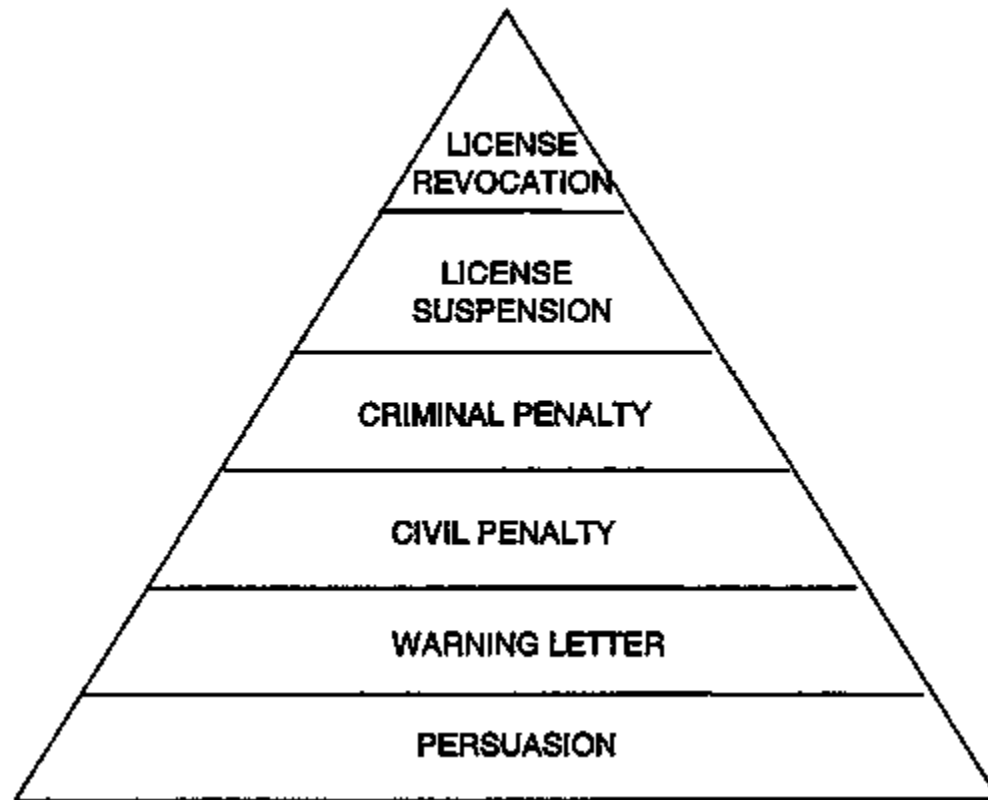 LICENSE
REVOCATION
LICENSE
SUSPENSION
CRIMINAL PENALTY
CIVIL PENALTY
WARNING LETTER
PERSUASION